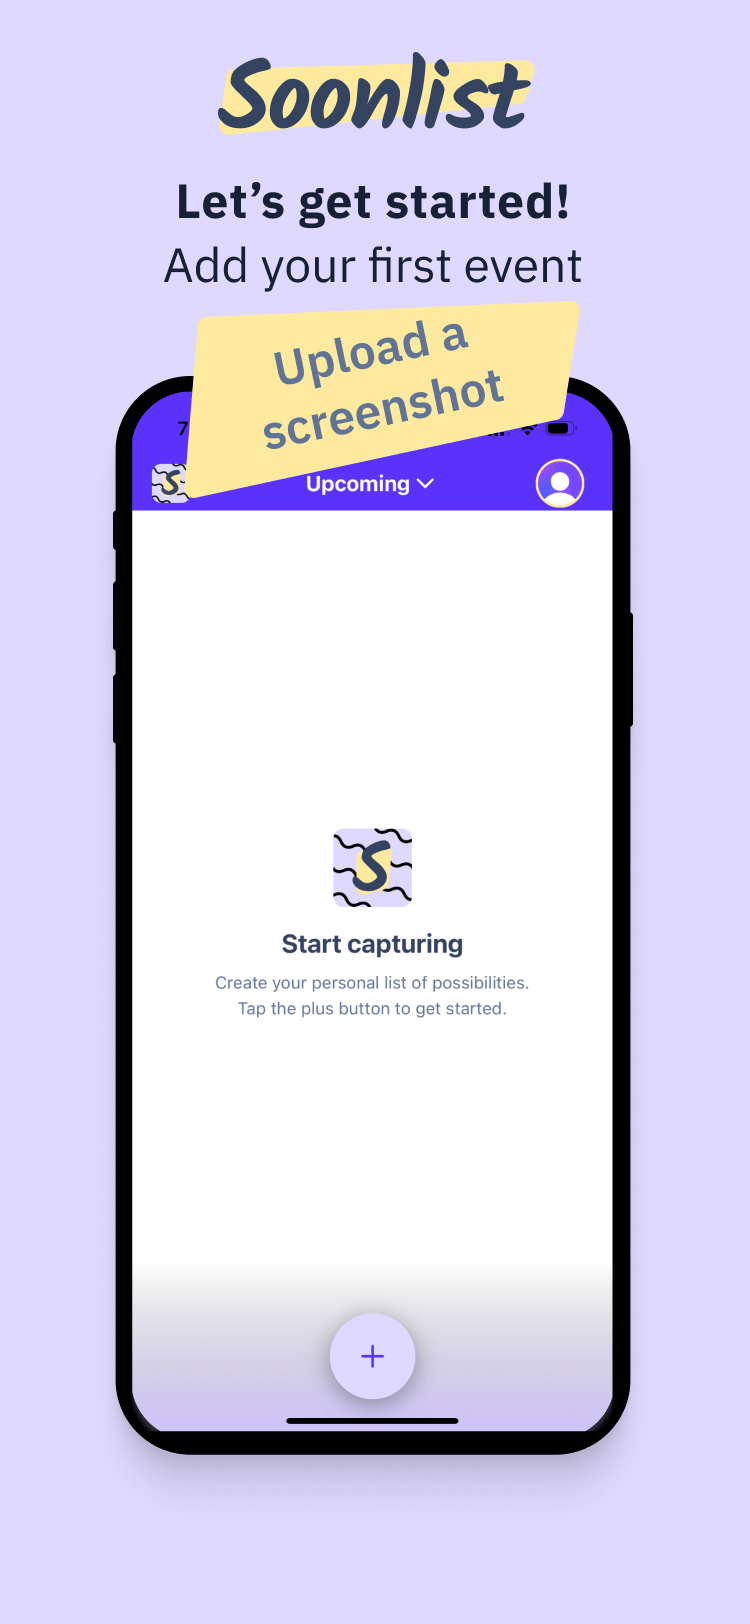 Soonlist
Let's get started!
Add your first event
Upload a
screenshot
7
S
Upcoming
S
Start capturing
Create your personal list of possibilities.
Tap the plus button to get started.